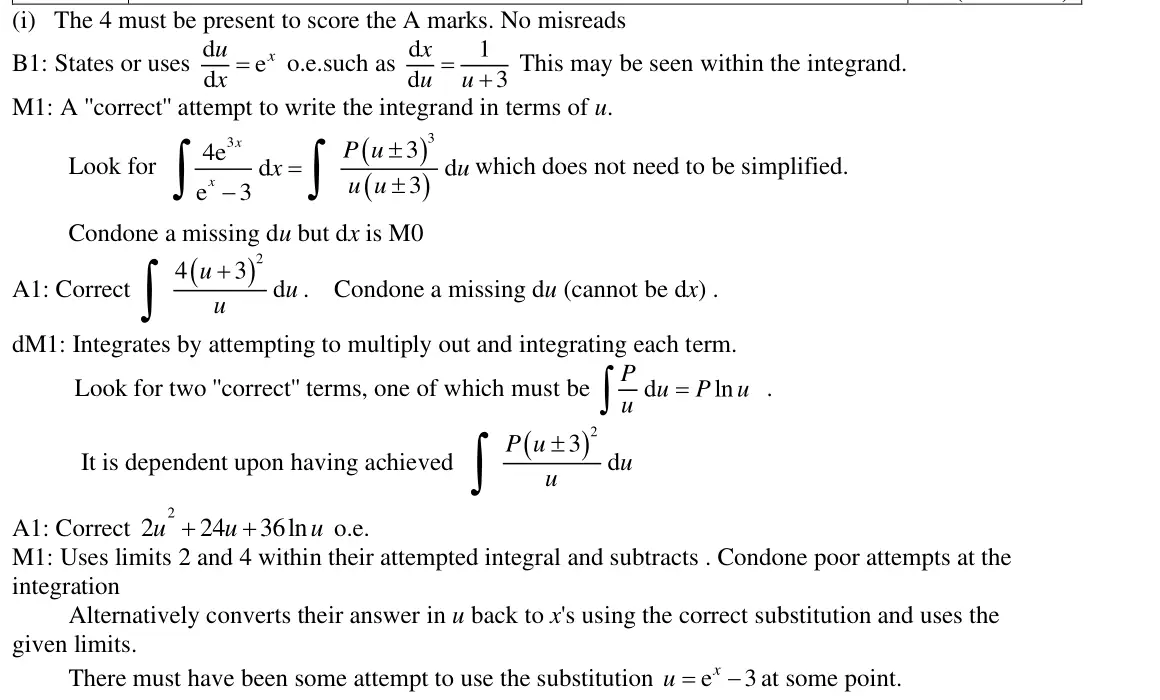 (i) The 4 must be present to score the A marks. No misreads
B1: States or uses du/dx = eˣ o.e.such as dx/du = 1/(u + 3) This may be seen within the integrand.
M1: A "correct" attempt to write the integrand in terms of u.
Look for ∫ 4e³ˣ/(eˣ – 3) dx = ∫ P(u ± 3)³/(u(u ± 3)) du which does not need to be simplified.
Condone a missing du but dx is M0
A1: Correct ∫ 4(u + 3)²/u du . Condone a missing du (cannot be dx) .
dM1: Integrates by attempting to multiply out and integrating each term.
Look for two "correct" terms, one of which must be ∫ P/u du = P ln u .
It is dependent upon having achieved ∫ P(u ± 3)²/u du
A1: Correct 2u² + 24u + 36 ln u o.e.
M1: Uses limits 2 and 4 within their attempted integral and subtracts . Condone poor attempts at the
integration
Alternatively converts their answer in u back to x's using the correct substitution and uses the
given limits.
There must have been some attempt to use the substitution u = eˣ – 3 at some point.